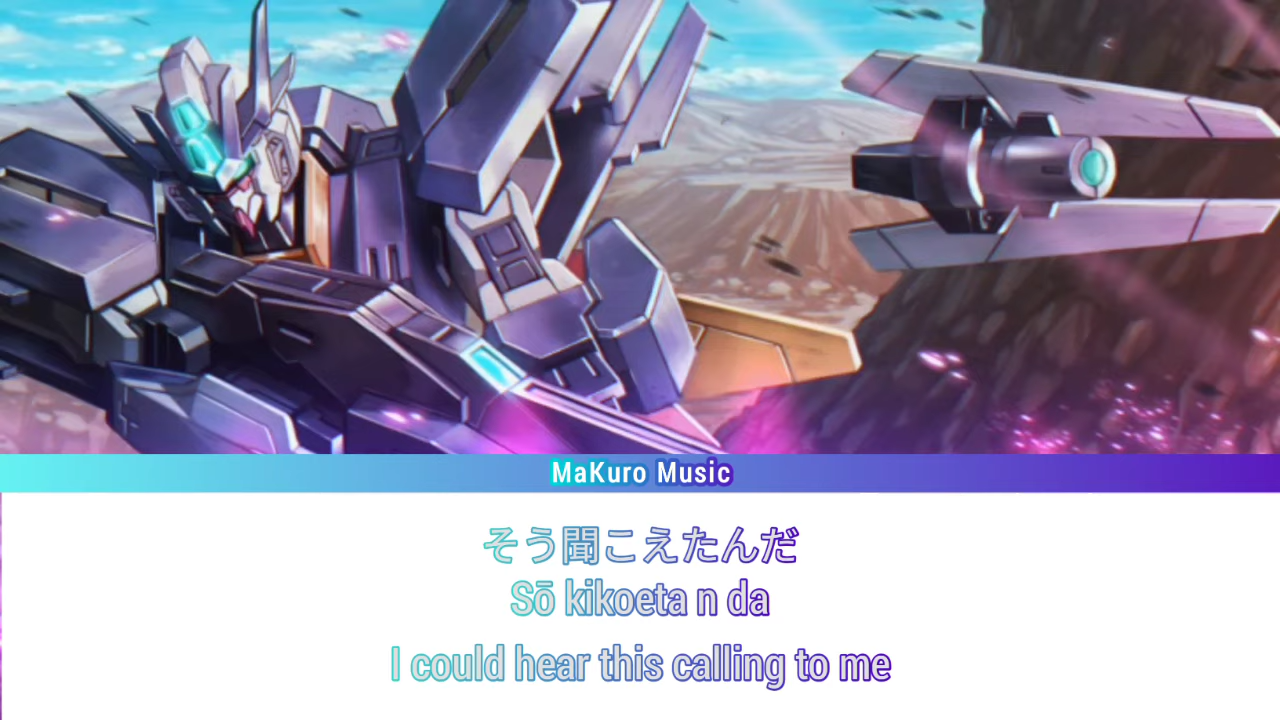 MaKuro Music
そう聞こえたんだ
Sō kikoeta n da
I could hear this calling to me